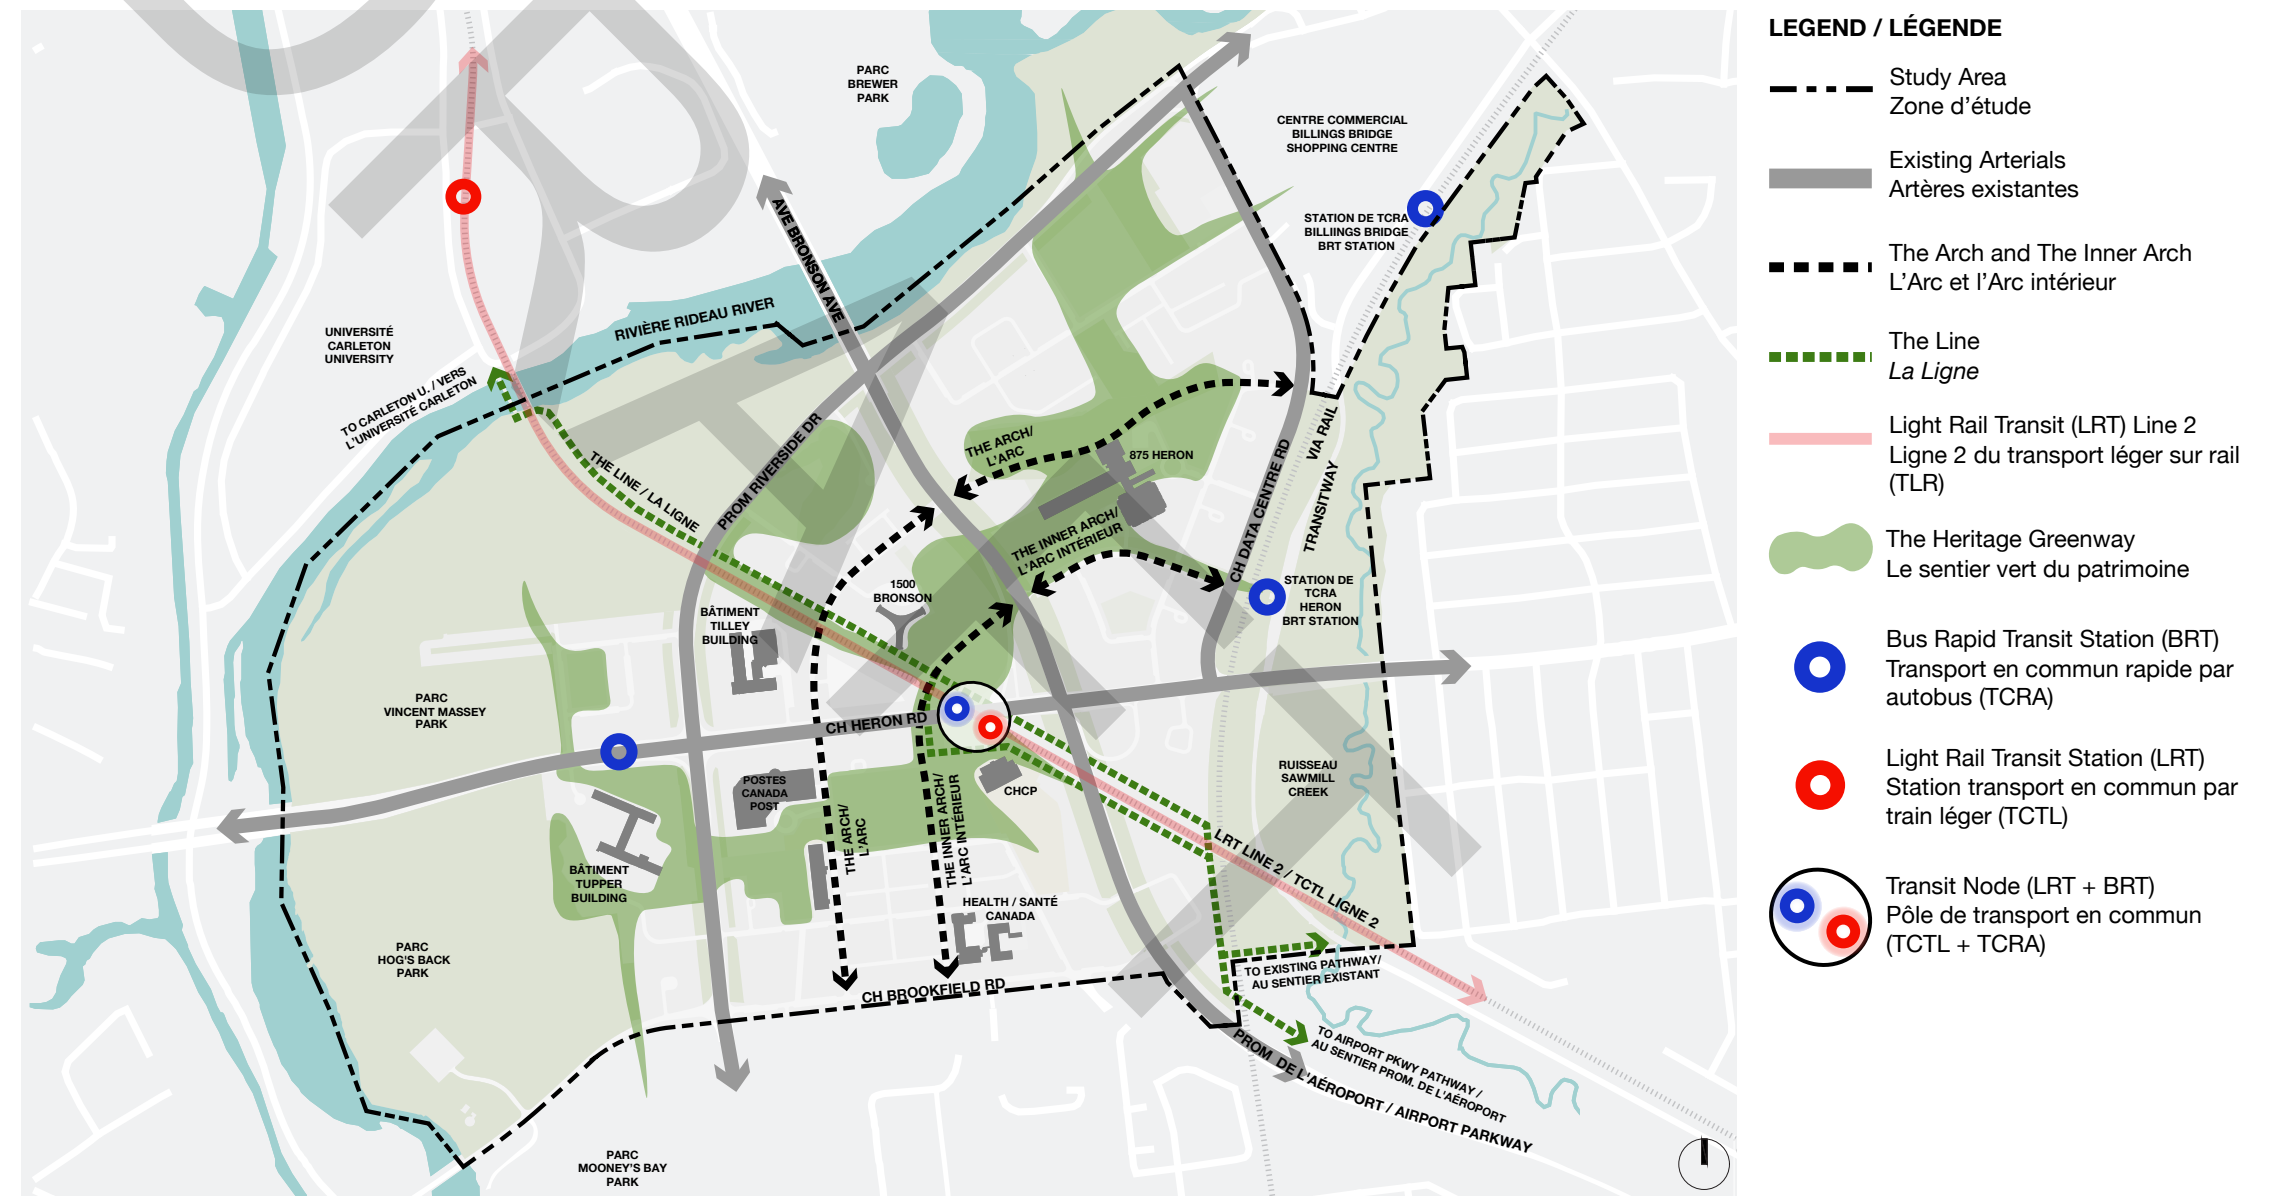 PARC
BREWER
PARK
CENTRE COMMERCIAL
BILLINGS BRIDGE
SHOPPING CENTRE
STATION DE TCRA
BILLIINGS BRIDGE
BRT STATION
AVE BRONSON AVE
RIVIÈRE RIDEAU RIVER
UNIVERSITÉ
CARLETON
UNIVERSITY
TO CARLETON U. / VERS
L'UNIVERSITÉ CARLETON
THE LINE / LA LIGNE
PROM RIVERSIDE DR
THE ARCH/
L'ARC
875 HERON
THE INNER ARCH/
L'ARC INTÉRIEUR
CH DATA CENTRE RD
VIA RAIL
TRANSITWAY
STATION DE
TCRA
HERON
BRT STATION
1500
BRONSON
BÂTIMENT
TILLEY
BUILDING
PARC
VINCENT MASSEY
PARK
CH HERON RD
POSTES
CANADA
POST
THE ARCH/
L'ARC
THE INNER ARCH/
L'ARC INTÉRIEUR
CHCP
RUISSEAU
SAWMILL
CREEK
LRT LINE 2 / TCTL LIGNE 2
BÂTIMENT
TUPPER
BUILDING
HEALTH / SANTÉ
CANADA
PARC
HOG'S BACK
PARK
CH BROOKFIELD RD
TO EXISTING PATHWAY/
AU SENTIER EXISTANT
TO AIRPORT PKWY PATHWAY /
AU SENTIER PROM. DE L'AÉROPORT
PROM. DE L'AÉROPORT / AIRPORT PARKWAY
PARC
MOONEY'S BAY
PARK
LEGEND / LÉGENDE
Study Area
Zone d'étude
Existing Arterials
Artères existantes
The Arch and The Inner Arch
L'Arc et l'Arc intérieur
The Line
La Ligne
Light Rail Transit (LRT) Line 2
Ligne 2 du transport léger sur rail
(TLR)
The Heritage Greenway
Le sentier vert du patrimoine
Bus Rapid Transit Station (BRT)
Transport en commun rapide par
autobus (TCRA)
Light Rail Transit Station (LRT)
Station transport en commun par
train léger (TCTL)
Transit Node (LRT + BRT)
Pôle de transport en commun
(TCTL + TCRA)